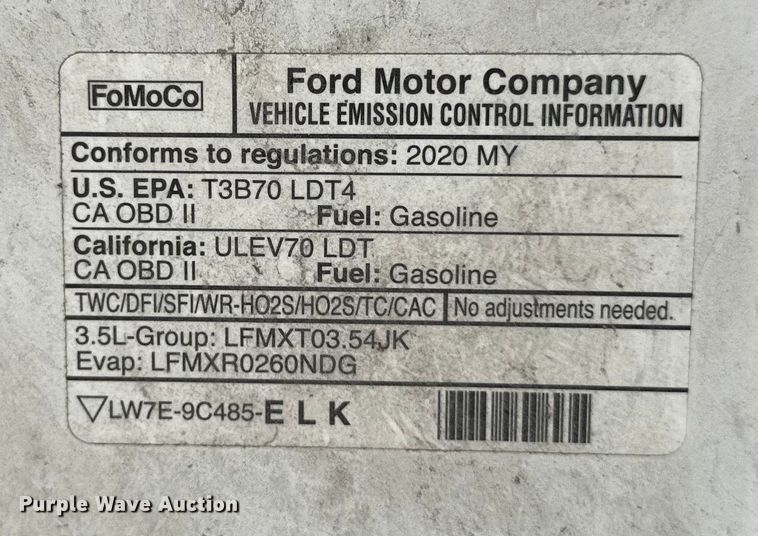 FoMoCo
Ford Motor Company
VEHICLE EMISSION CONTROL INFORMATION
Conforms to regulations: 2020 MY
U.S. EPA: T3B70 LDT4
CA OBD II Fuel: Gasoline
California: ULEV70 LDT
CA OBD II Fuel: Gasoline
TWC/DFI/SFI/WR-HO2S/HO2S/TC/CAC No adjustments needed.
3.5L-Group: LFMXT03.54JK
Evap: LFMXR0260NDG
▽LW7E-9C485-E L K
Purple Wave Auction